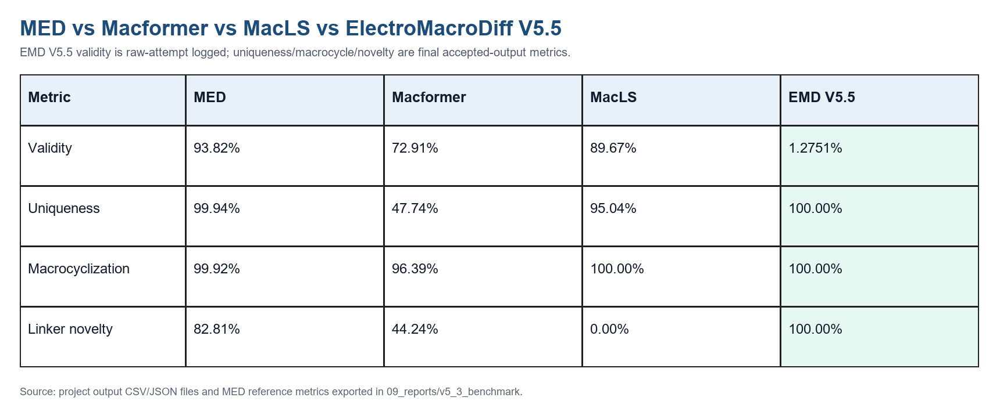 MED vs Macformer vs MacLS vs ElectroMacroDiff V5.5
EMD V5.5 validity is raw-attempt logged; uniqueness/macrocycle/novelty are final accepted-output metrics.
Metric MED Macformer MacLS EMD V5.5
Validity 93.82% 72.91% 89.67% 1.2751%
Uniqueness 99.94% 47.74% 95.04% 100.00%
Macrocyclization 99.92% 96.39% 100.00% 100.00%
Linker novelty 82.81% 44.24% 0.00% 100.00%
Source: project output CSV/JSON files and MED reference metrics exported in 09_reports/v5_3_benchmark.